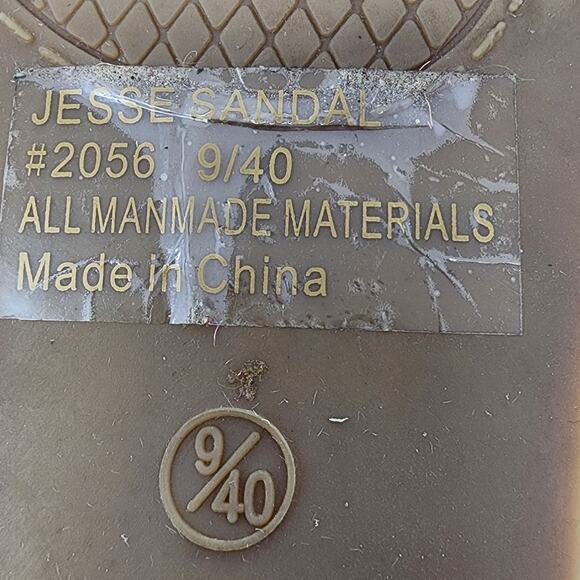 JESSE SANDAL
#2056 9/40
ALL MANMADE MATERIALS
Made in China
9/40